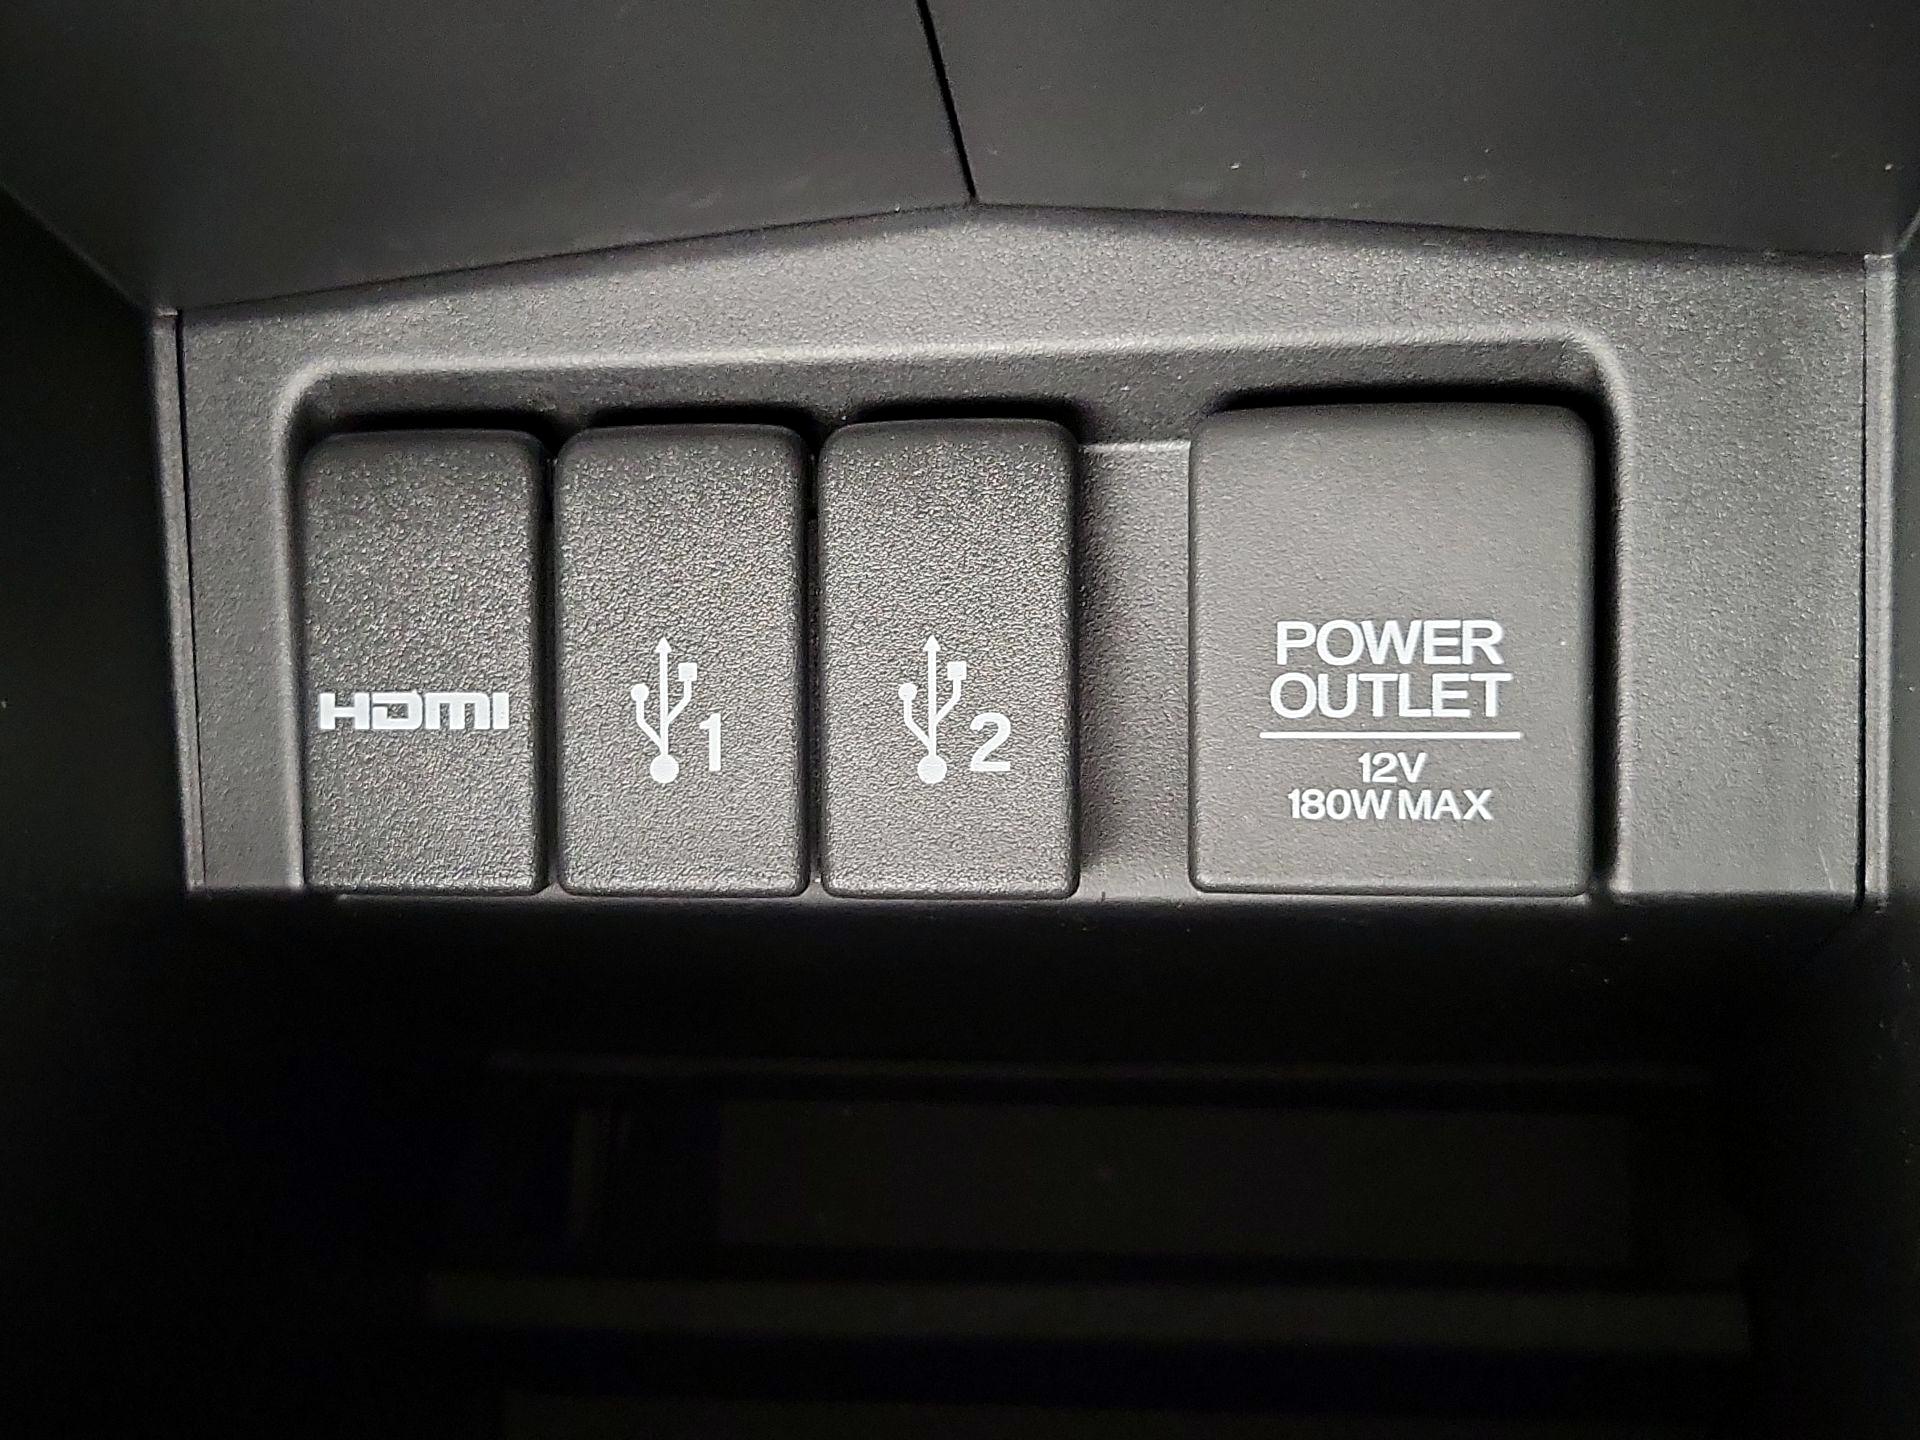 HDMI
1
2
POWER
OUTLET
12V
180W MAX